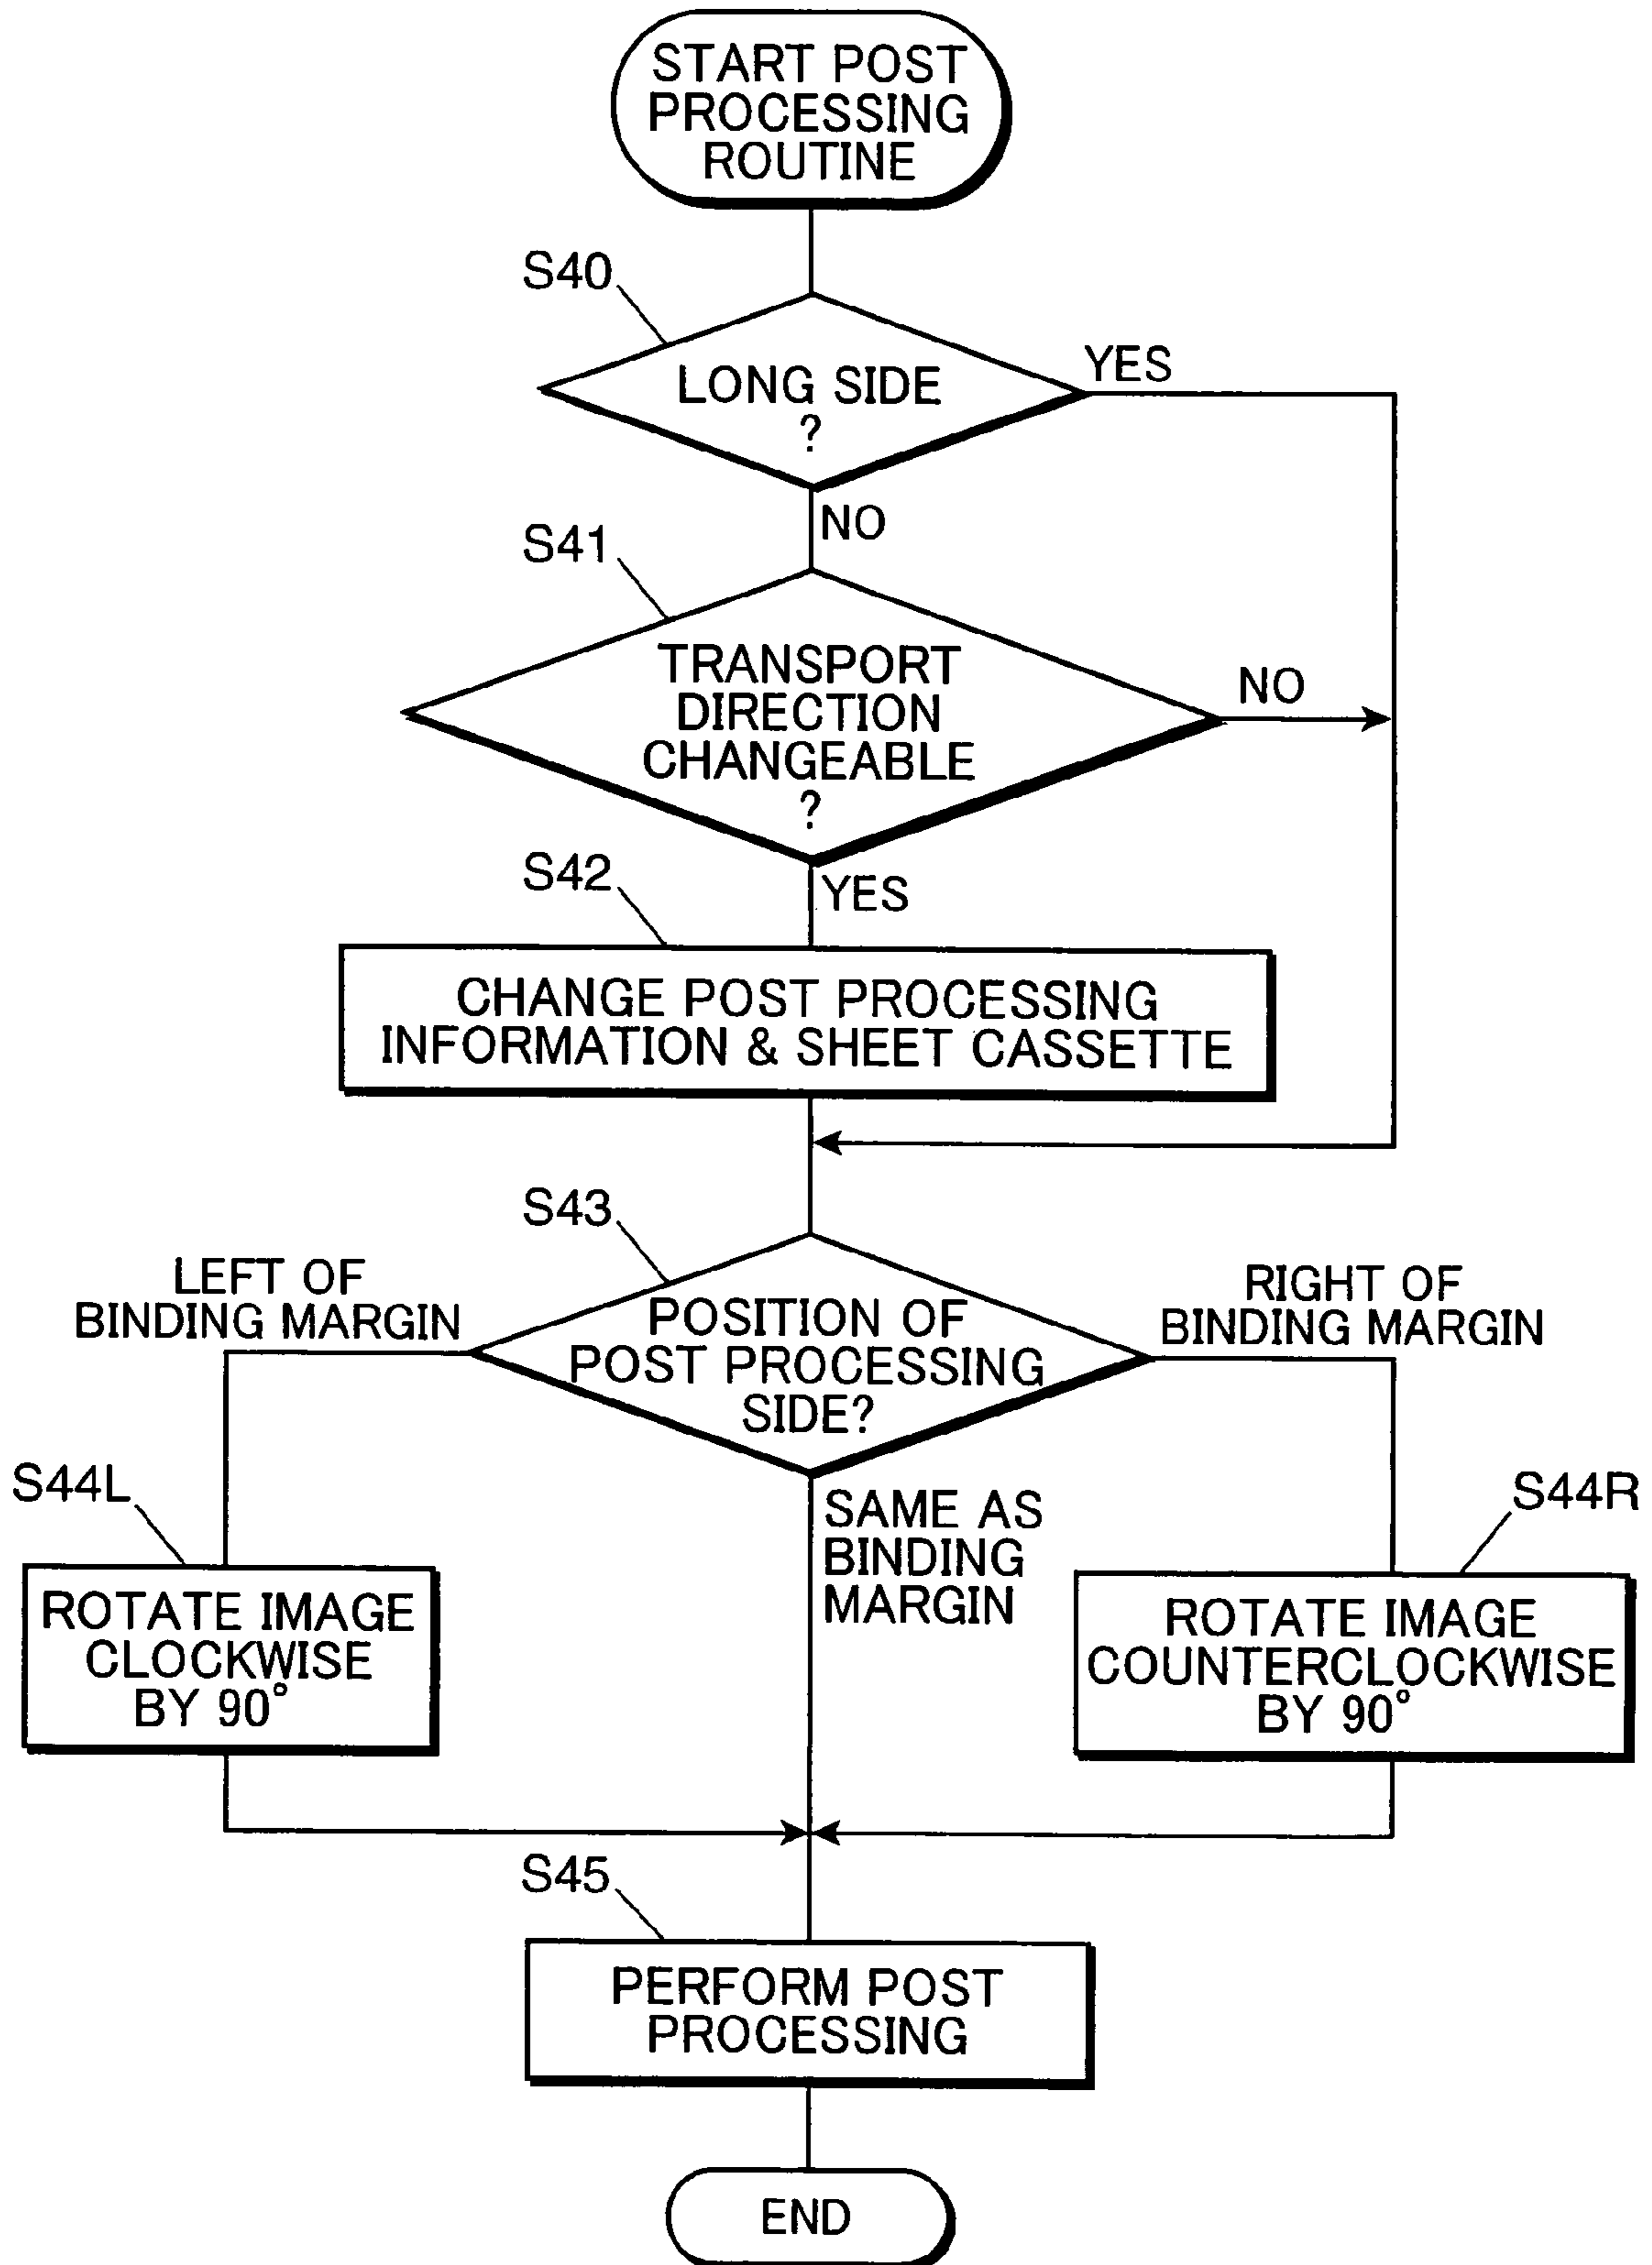 START POST
PROCESSING
ROUTINE
S40
LONG SIDE
?
YES
NO
S41
TRANSPORT
DIRECTION
CHANGEABLE
?
NO
YES
S42
CHANGE POST PROCESSING
INFORMATION & SHEET CASSETTE
S43
LEFT OF
BINDING MARGIN
POSITION OF
POST PROCESSING
SIDE?
RIGHT OF
BINDING MARGIN
SAME AS
BINDING
MARGIN
S44L
ROTATE IMAGE
CLOCKWISE
BY 90°
S44R
ROTATE IMAGE
COUNTERCLOCKWISE
BY 90°
S45
PERFORM POST
PROCESSING
END